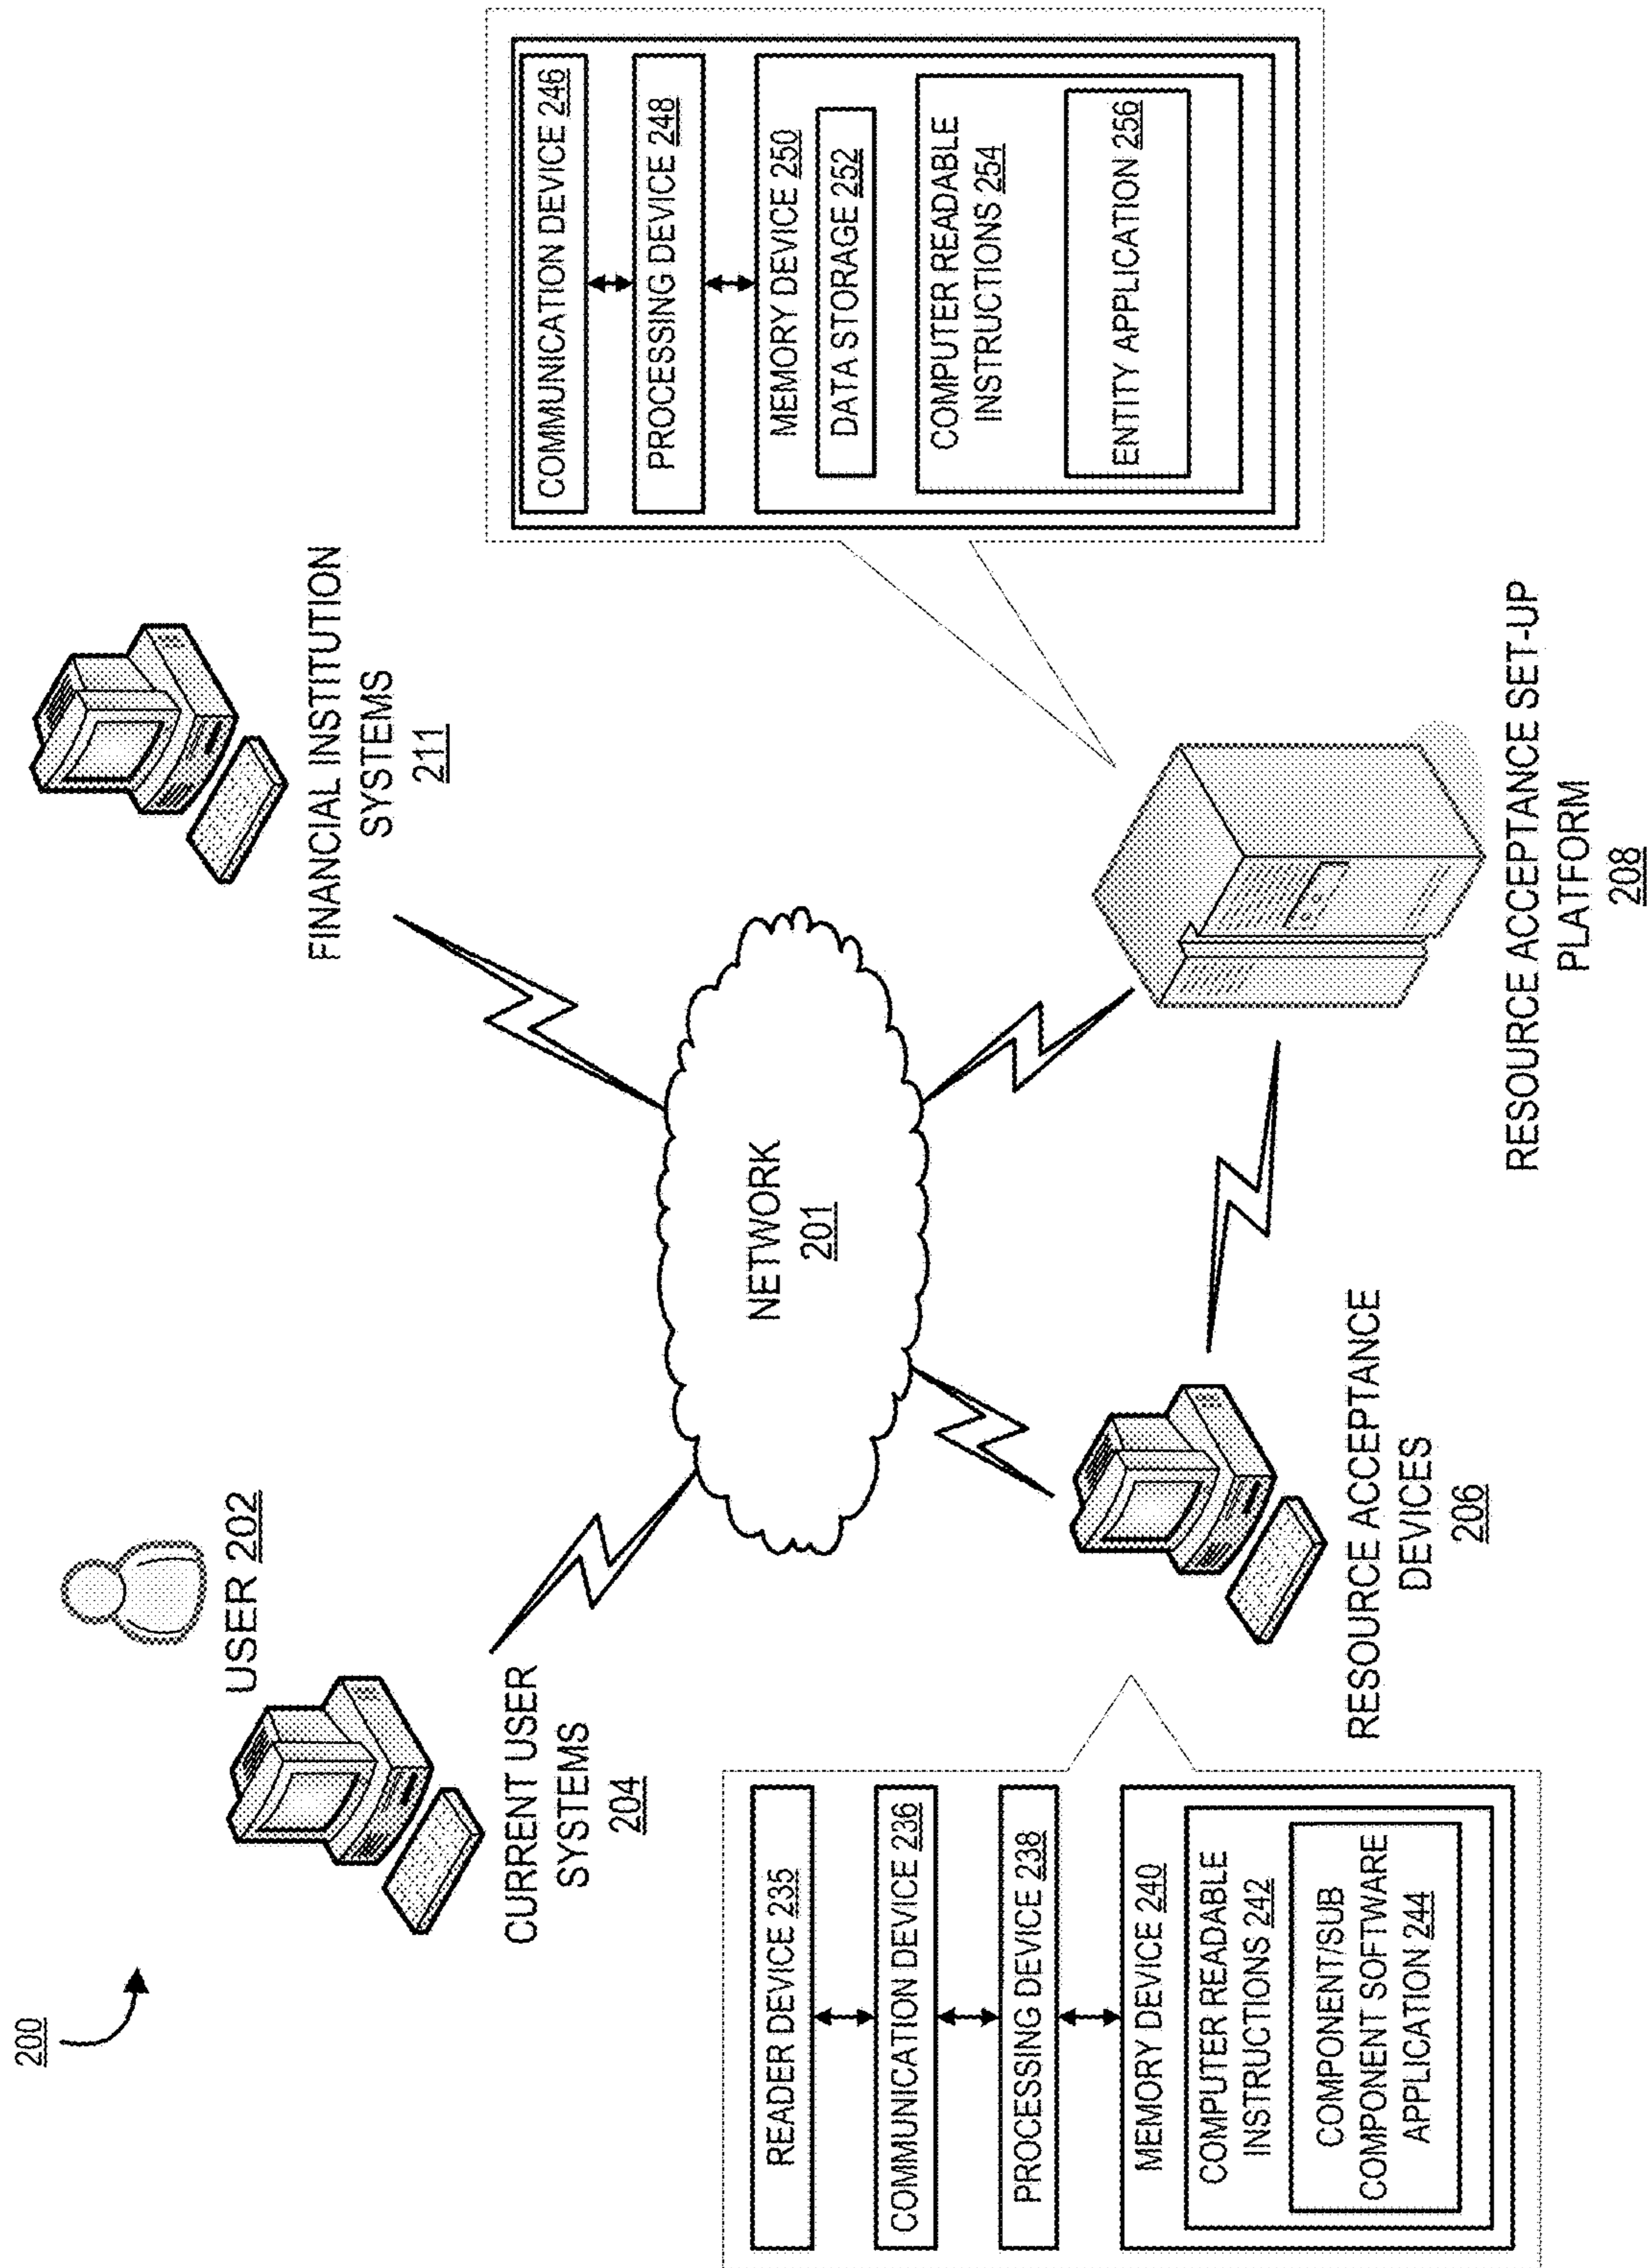 200
USER 202
CURRENT USER
SYSTEMS
204
FINANCIAL INSTITUTION
SYSTEMS
211
NETWORK
201
READER DEVICE 235
COMMUNICATION DEVICE 236
PROCESSING DEVICE 238
MEMORY DEVICE 240
COMPUTER READABLE
INSTRUCTIONS 242
COMPONENT/SUB
COMPONENT SOFTWARE
APPLICATION 244
RESOURCE ACCEPTANCE
DEVICES
206
RESOURCE ACCEPTANCE SET-UP
PLATFORM
208
COMMUNICATION DEVICE 246
PROCESSING DEVICE 248
MEMORY DEVICE 250
DATA STORAGE 252
COMPUTER READABLE
INSTRUCTIONS 254
ENTITY APPLICATION 256